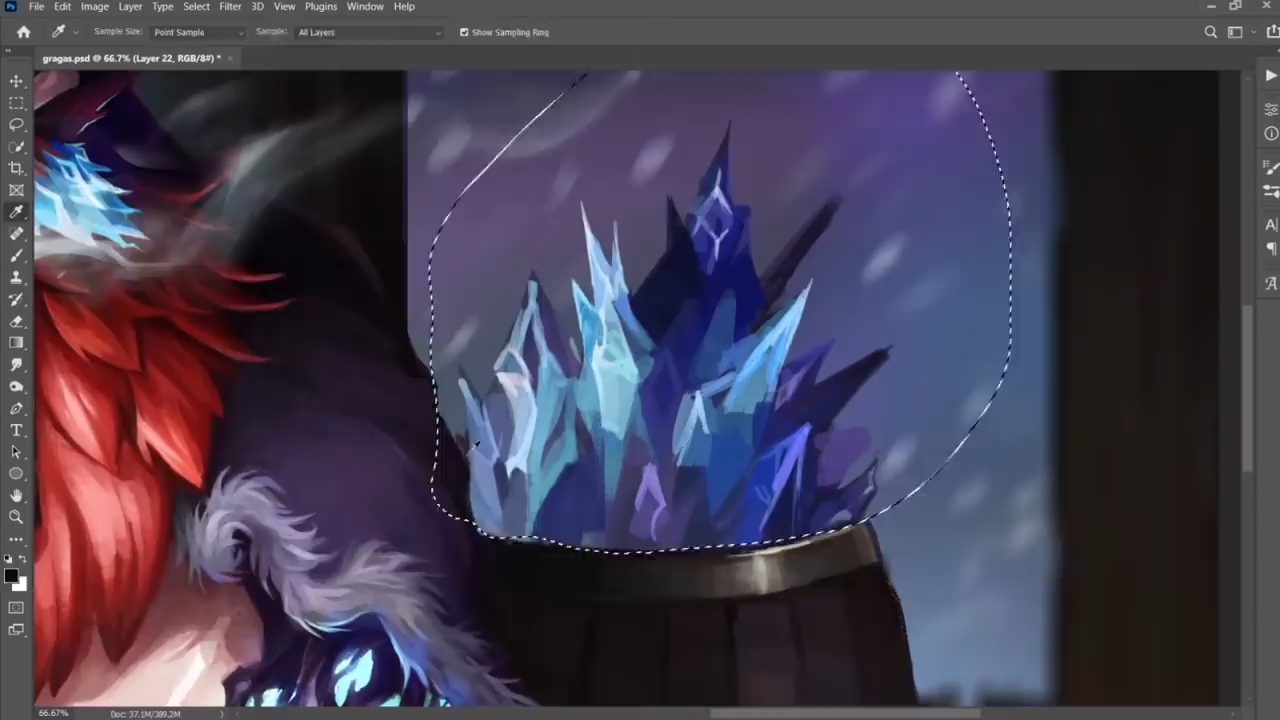 Ps File Edit Image Layer Type Select Filter 3D View Plugins Window Help
Sample Size: Point Sample Sample: All Layers Show Sampling Ring
gragas.psd @ 66.7% (Layer 22, RGB/8#) * ×
66.67% Doc: 37.1M/389.2M